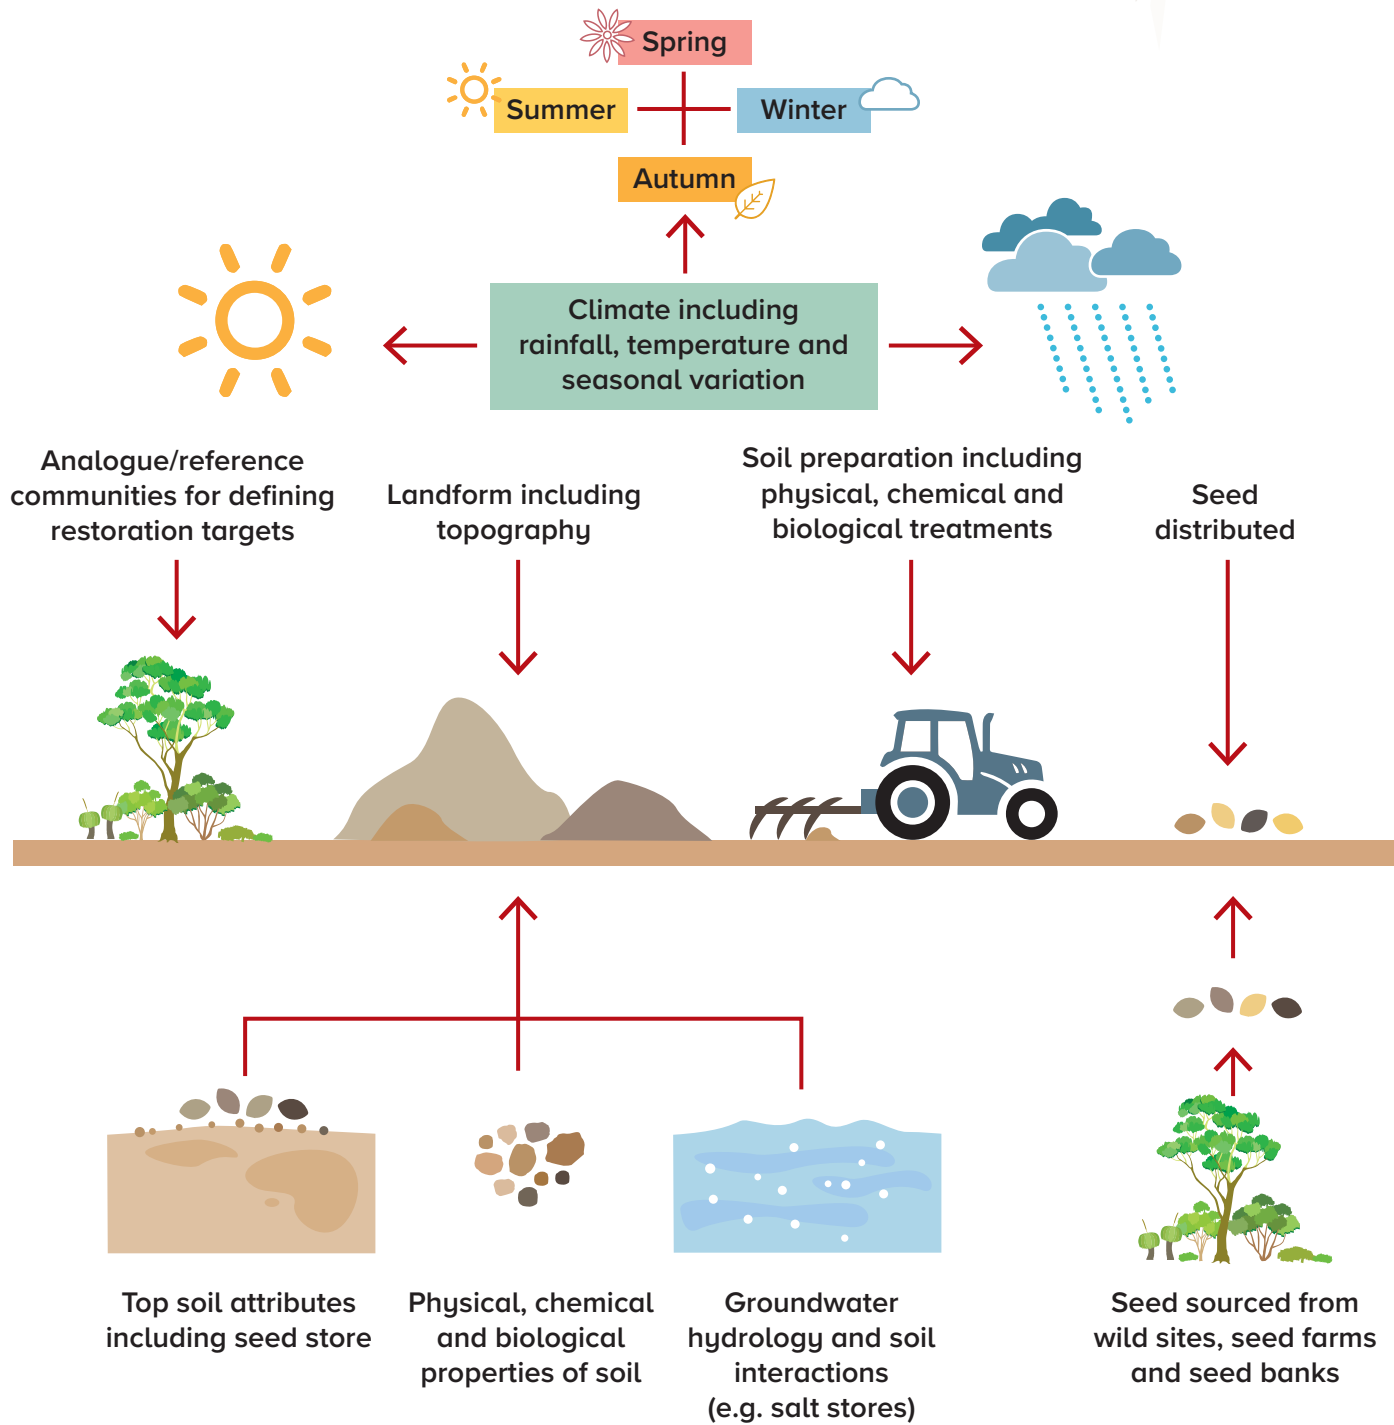 Spring
Summer
Winter
Autumn
Climate including
rainfall, temperature and
seasonal variation
Analogue/reference
communities for defining
restoration targets
Landform including
topography
Soil preparation including
physical, chemical and
biological treatments
Seed
distributed
Top soil attributes
including seed store
Physical, chemical
and biological
properties of soil
Groundwater
hydrology and soil
interactions
(e.g. salt stores)
Seed sourced from
wild sites, seed farms
and seed banks